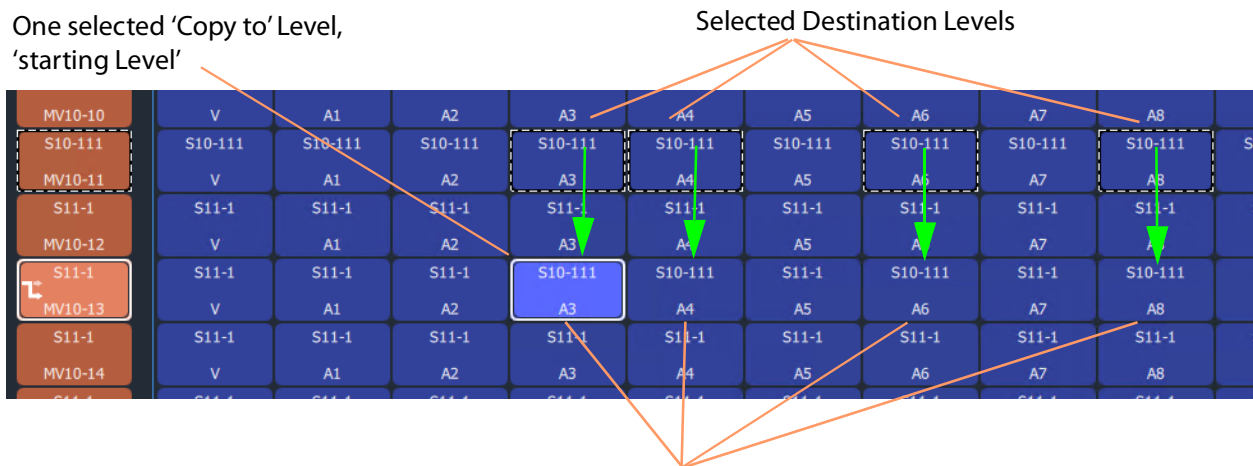 One selected ‘Copy to’ Level,
‘starting Level’
Selected Destination Levels
MV10-10 V A1 A2 A3 A4 A5 A6 A7 A8
S10-111 S10-111 S10-111 S10-111 S10-111 S10-111 S10-111 S10-111 S10-111 S10-111 S
MV10-11 V A1 A2 A3 A4 A5 A6 A7 A8
S11-1 S11-1 S11-1 S11-1 S11-1 S11-1 S11-1 S11-1 S11-1 S11-1
MV10-12 V A1 A2 A3 A4 A5 A7
S11-1 S11-1 S11-1 S11-1 S10-111 S10-111 S11-1 S10-111 S11-1 S10-111
MV10-13 V A1 A2 A3 A4 A5 A6 A7 A8
S11-1 S11-1 S11-1 S11-1 S11-1 S11-1 S11-1 S11-1 S11-1 S11-1
MV10-14 V A1 A2 A3 A4 A5 A6 A7 A8